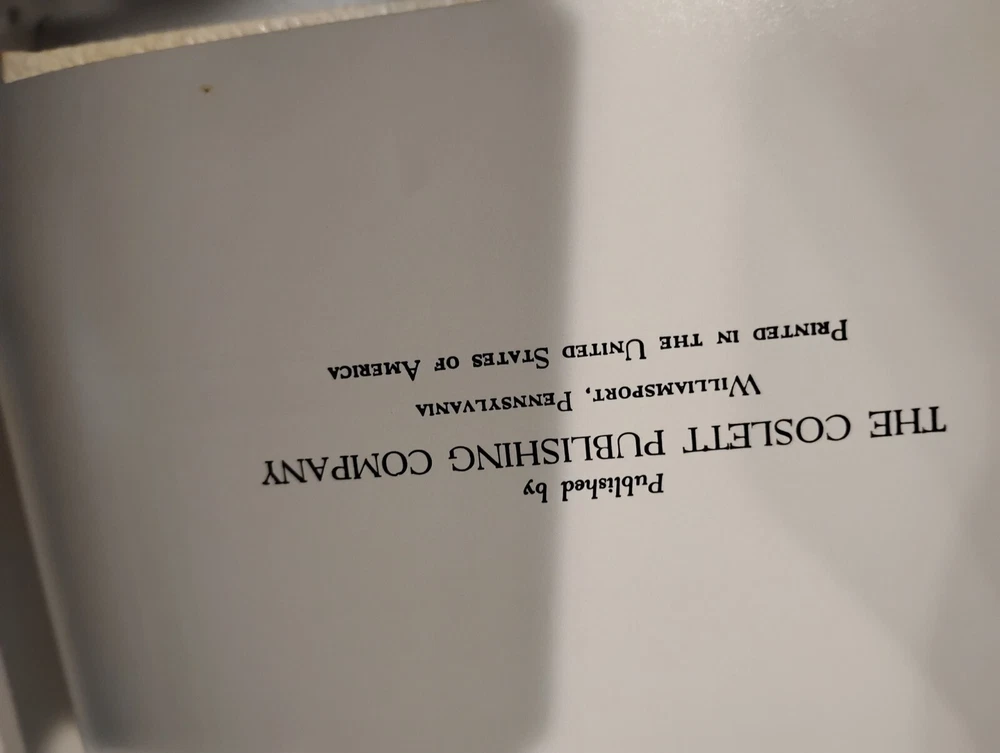 Published by
THE COSLETT PUBLISHING COMPANY
Williamsport, Pennsylvania
Printed in the United States of America